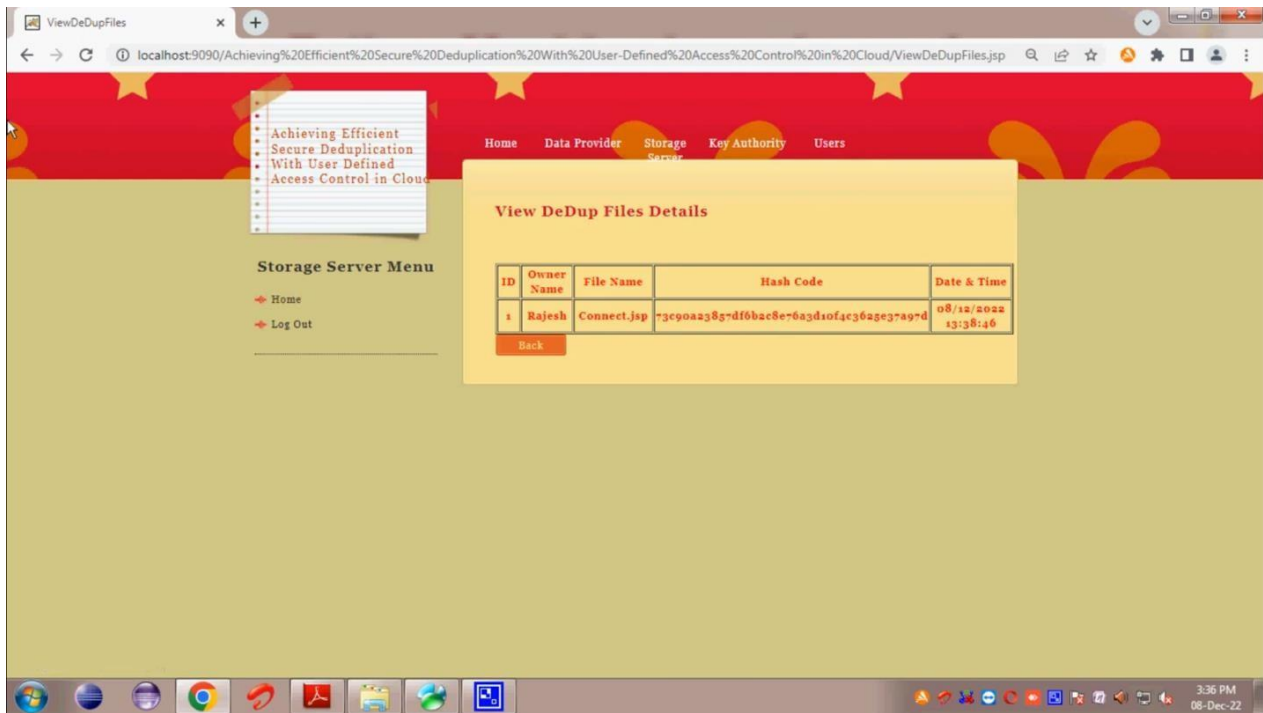 ViewDeDupFiles
localhost:9090/Achieving%20Efficient%20Secure%20Deduplication%20With%20User-Defined%20Access%20Control%20in%20Cloud/ViewDeDupFiles.jsp
Achieving Efficient
Secure Deduplication
With User Defined
Access Control in Cloud
Home Data Provider Storage Server Key Authority Users
View DeDup Files Details
Storage Server Menu
Home
Log Out
ID Owner Name File Name Hash Code Date & Time
1 Rajesh Connect.jsp 73c90a23857df6b2c8e76a3d10f4c3625e37a97d 08/12/2022 13:38:46
Back
3:36 PM
08-Dec-22